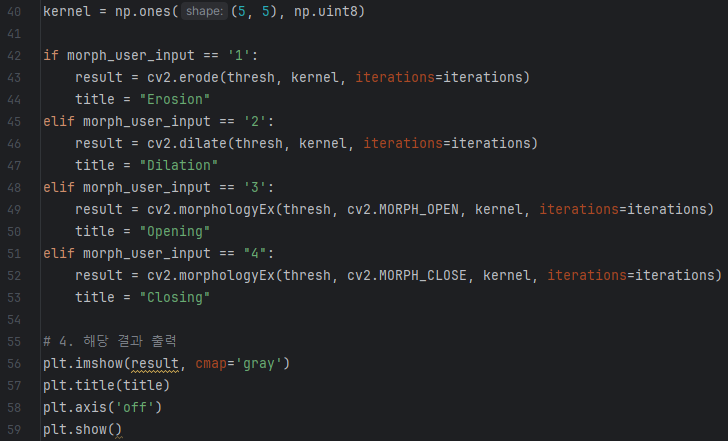 40 kernel = np.ones( shape: (5, 5), np.uint8)
41
42 if morph_user_input == '1':
43     result = cv2.erode(thresh, kernel, iterations=iterations)
44     title = "Erosion"
45 elif morph_user_input == '2':
46     result = cv2.dilate(thresh, kernel, iterations=iterations)
47     title = "Dilation"
48 elif morph_user_input == '3':
49     result = cv2.morphologyEx(thresh, cv2.MORPH_OPEN, kernel, iterations=iterations)
50     title = "Opening"
51 elif morph_user_input == "4":
52     result = cv2.morphologyEx(thresh, cv2.MORPH_CLOSE, kernel, iterations=iterations)
53     title = "Closing"
54
55 # 4. 해당 결과 출력
56 plt.imshow(result, cmap='gray')
57 plt.title(title)
58 plt.axis('off')
59 plt.show()